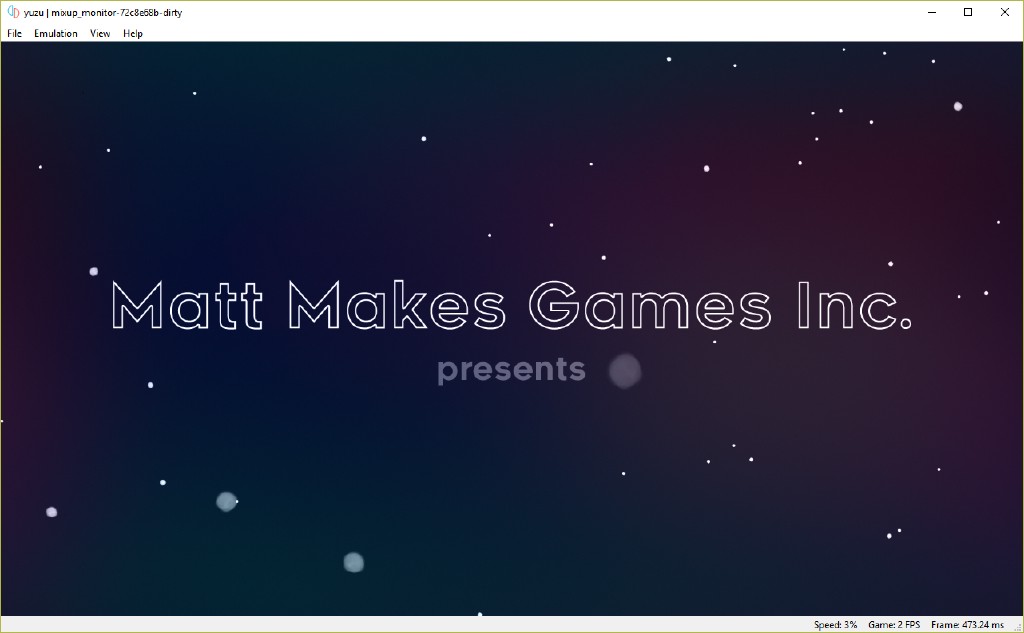 yuzu | mixup_monitor-72c8e68b-dirty
File Emulation View Help
Matt Makes Games Inc.
presents
Speed: 3% Game: 2 FPS Frame: 473.24 ms